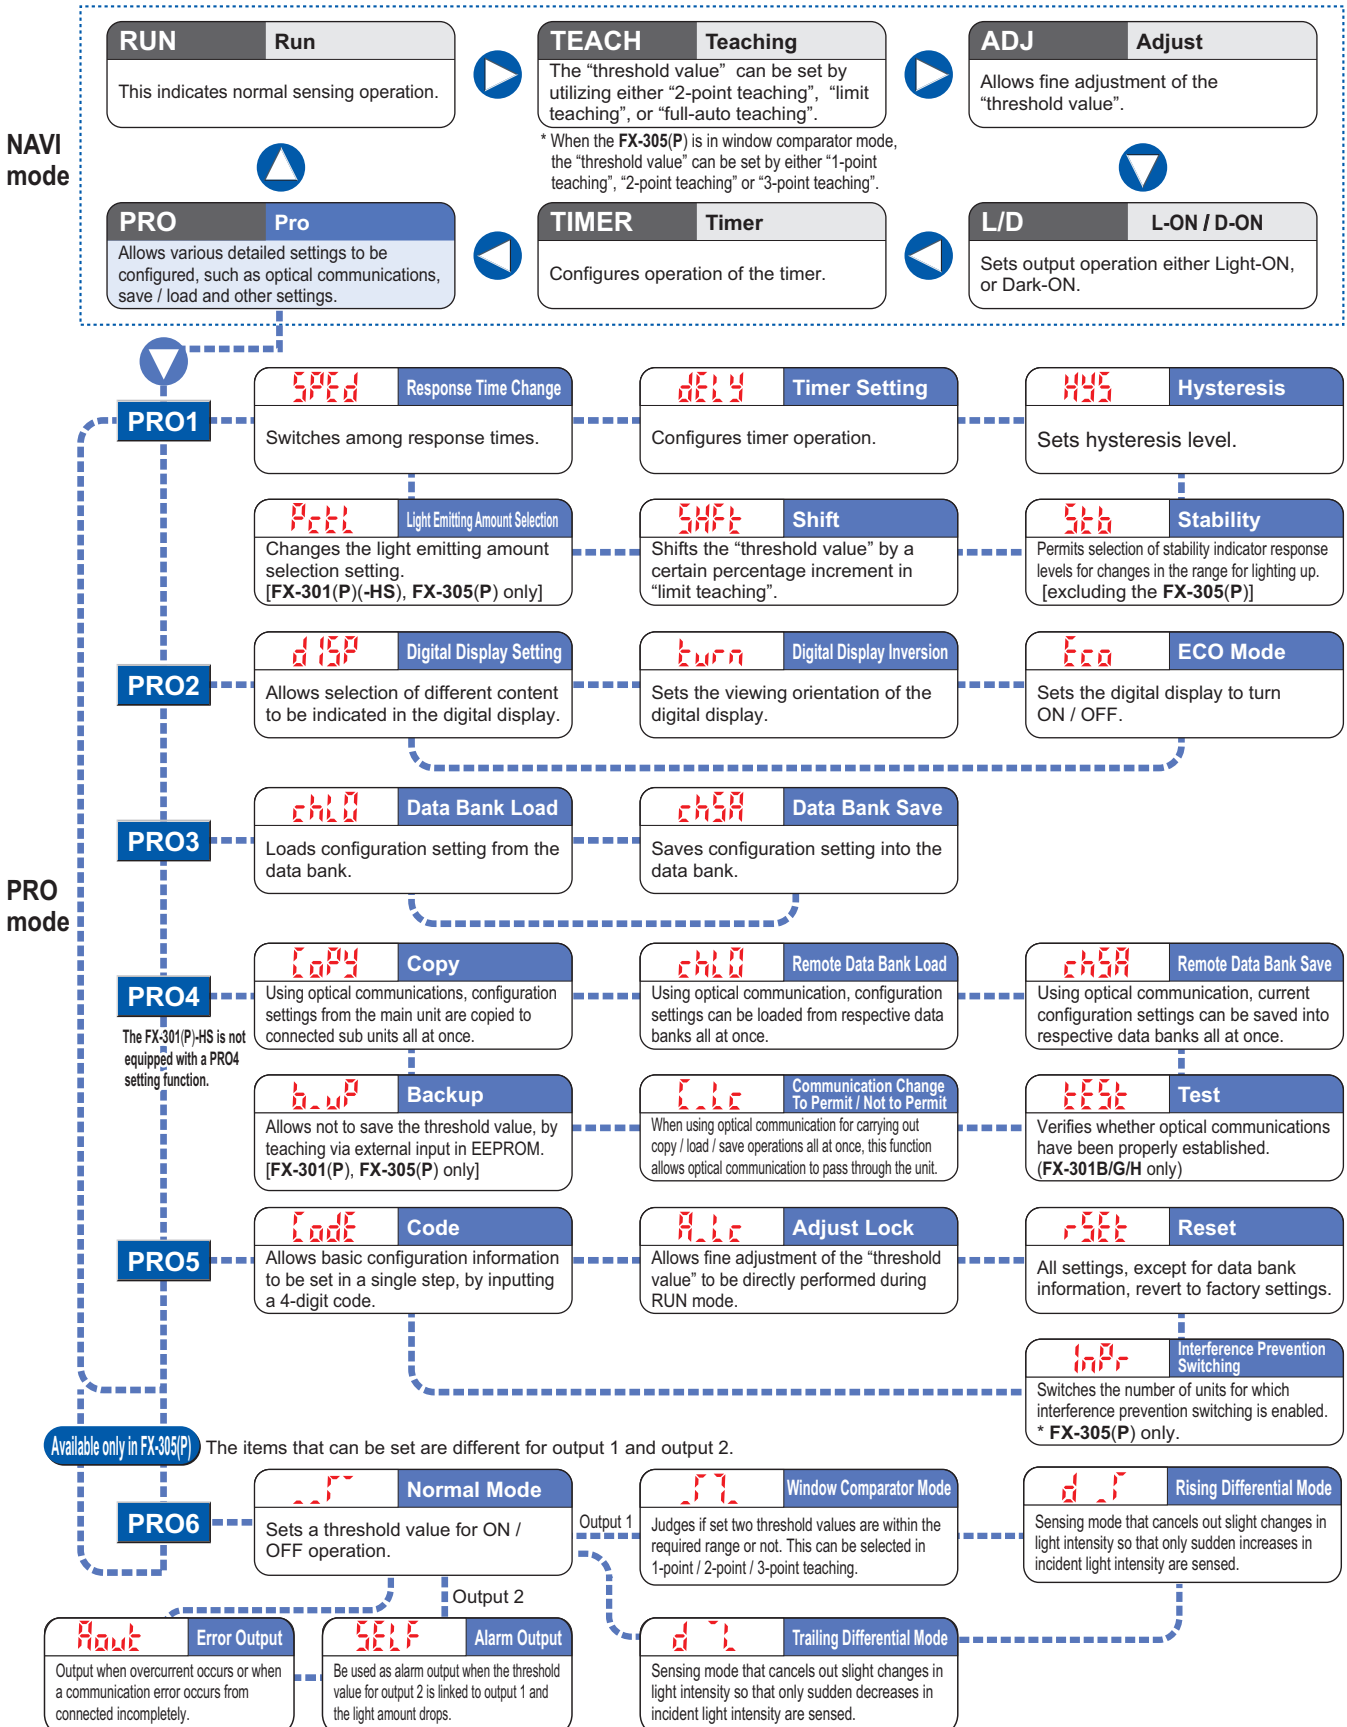 NAVI
mode
RUN Run
This indicates normal sensing operation.
TEACH Teaching
The “threshold value” can be set by
utilizing either “2-point teaching”, “limit
teaching”, or “full-auto teaching”.
* When the FX-305(P) is in window comparator mode,
the “threshold value” can be set by either “1-point
teaching”, “2-point teaching” or “3-point teaching”.
ADJ Adjust
Allows fine adjustment of the
“threshold value”.
PRO Pro
Allows various detailed settings to be
configured, such as optical communications,
save / load and other settings.
TIMER Timer
Configures operation of the timer.
L/D L-ON / D-ON
Sets output operation either Light-ON,
or Dark-ON.
PRO
mode
PRO1
SPEd Response Time Change
Switches among response times.
dELY Timer Setting
Configures timer operation.
HYS Hysteresis
Sets hysteresis level.
PctL Light Emitting Amount Selection
Changes the light emitting amount
selection setting.
[FX-301(P)(-HS), FX-305(P) only]
SHFt Shift
Shifts the “threshold value” by a
certain percentage increment in
“limit teaching”.
Stb Stability
Permits selection of stability indicator response
levels for changes in the range for lighting up.
[excluding the FX-305(P)]
PRO2
dISP Digital Display Setting
Allows selection of different content
to be indicated in the digital display.
turn Digital Display Inversion
Sets the viewing orientation of the
digital display.
Eco ECO Mode
Sets the digital display to turn
ON / OFF.
PRO3
chLO Data Bank Load
Loads configuration setting from the
data bank.
chSA Data Bank Save
Saves configuration setting into the
data bank.
PRO4
The FX-301(P)-HS is not
equipped with a PRO4
setting function.
CoPY Copy
Using optical communications, configuration
settings from the main unit are copied to
connected sub units all at once.
chLO Remote Data Bank Load
Using optical communication, configuration
settings can be loaded from respective data
banks all at once.
chSA Remote Data Bank Save
Using optical communication, current
configuration settings can be saved into
respective data banks all at once.
b_uP Backup
Allows not to save the threshold value, by
teaching via external input in EEPROM.
[FX-301(P), FX-305(P) only]
C_Lc Communication Change
To Permit / Not to Permit
When using optical communication for carrying out
copy / load / save operations all at once, this function
allows optical communication to pass through the unit.
tESt Test
Verifies whether optical communications
have been properly established.
(FX-301B/G/H only)
PRO5
CodE Code
Allows basic configuration information
to be set in a single step, by inputting
a 4-digit code.
A_Lc Adjust Lock
Allows fine adjustment of the “threshold
value” to be directly performed during
RUN mode.
rSEt Reset
All settings, except for data bank
information, revert to factory settings.
InPr Interference Prevention
Switching
Switches the number of units for which
interference prevention switching is enabled.
* FX-305(P) only.
Available only in FX-305(P) The items that can be set are different for output 1 and output 2.
PRO6
Normal Mode
Sets a threshold value for ON /
OFF operation.
Output 1
Window Comparator Mode
Judges if set two threshold values are within the
required range or not. This can be selected in
1-point / 2-point / 3-point teaching.
d Rising Differential Mode
Sensing mode that cancels out slight changes in
light intensity so that only sudden increases in
incident light intensity are sensed.
Output 2
Aout Error Output
Output when overcurrent occurs or when
a communication error occurs from
connected incompletely.
SELF Alarm Output
Be used as alarm output when the threshold
value for output 2 is linked to output 1 and
the light amount drops.
d Trailing Differential Mode
Sensing mode that cancels out slight changes in
light intensity so that only sudden decreases in
incident light intensity are sensed.